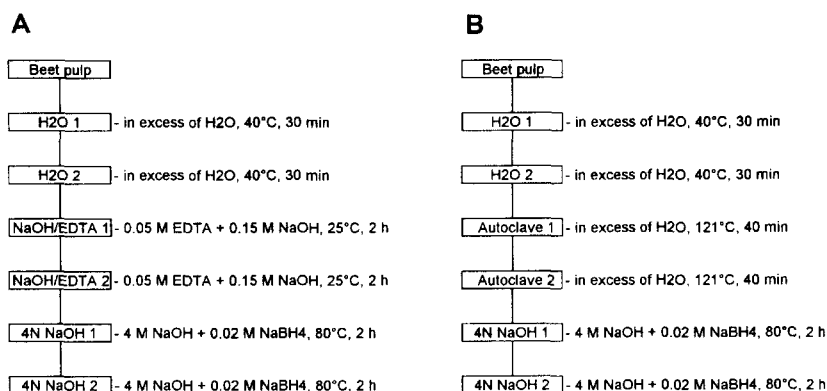 A
Beet pulp
H2O 1 - in excess of H2O, 40°C, 30 min
H2O 2 - in excess of H2O, 40°C, 30 min
NaOH/EDTA 1 - 0.05 M EDTA + 0.15 M NaOH, 25°C, 2 h
NaOH/EDTA 2 - 0.05 M EDTA + 0.15 M NaOH, 25°C, 2 h
4N NaOH 1 - 4 M NaOH + 0.02 M NaBH4, 80°C, 2 h
4N NaOH 2 - 4 M NaOH + 0.02 M NaBH4, 80°C, 2 h
B
Beet pulp
H2O 1 - in excess of H2O, 40°C, 30 min
H2O 2 - in excess of H2O, 40°C, 30 min
Autoclave 1 - in excess of H2O, 121°C, 40 min
Autoclave 2 - in excess of H2O, 121°C, 40 min
4N NaOH 1 - 4 M NaOH + 0.02 M NaBH4, 80°C, 2 h
4N NaOH 2 - 4 M NaOH + 0.02 M NaBH4, 80°C, 2 h